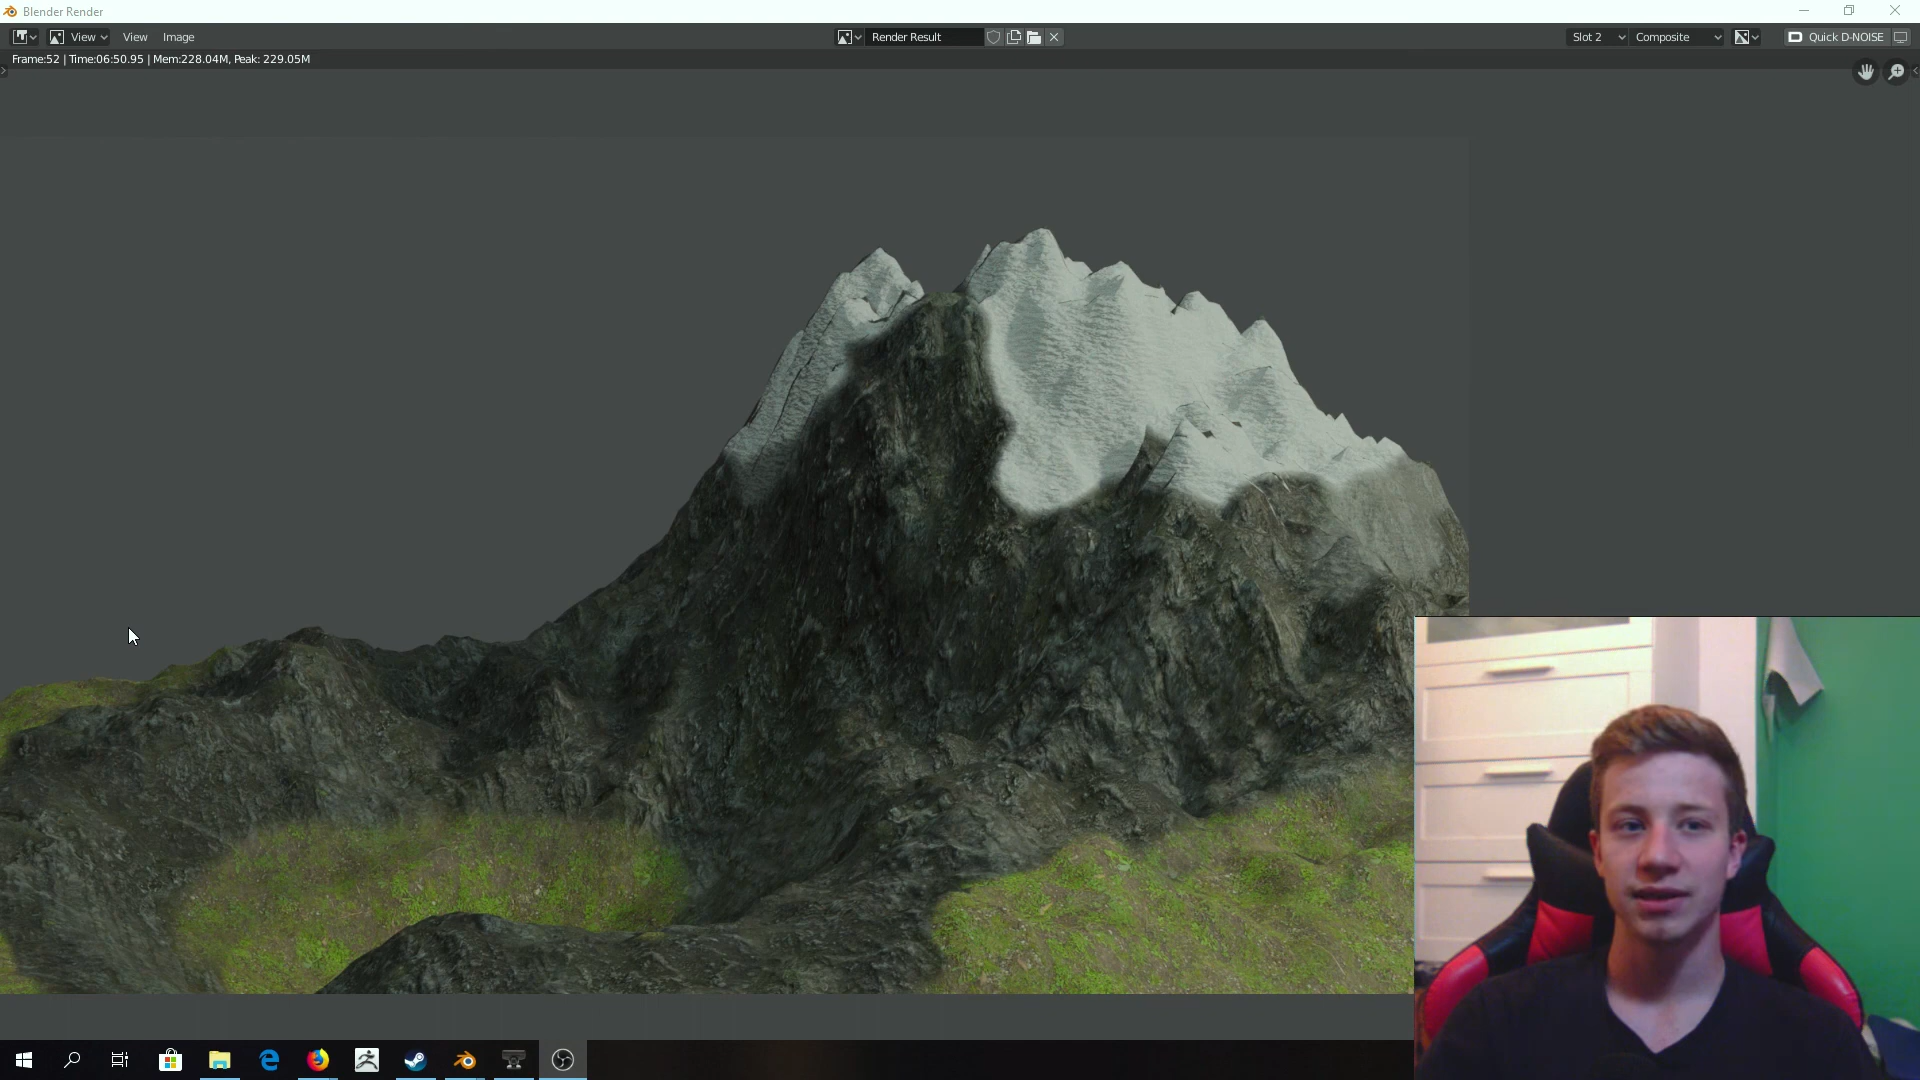 Blender Render
View View Image Render Result Slot 2 Composite Quick D-NOISE
Frame:52 | Time:06:50.95 | Mem:228.04M, Peak: 229.05M